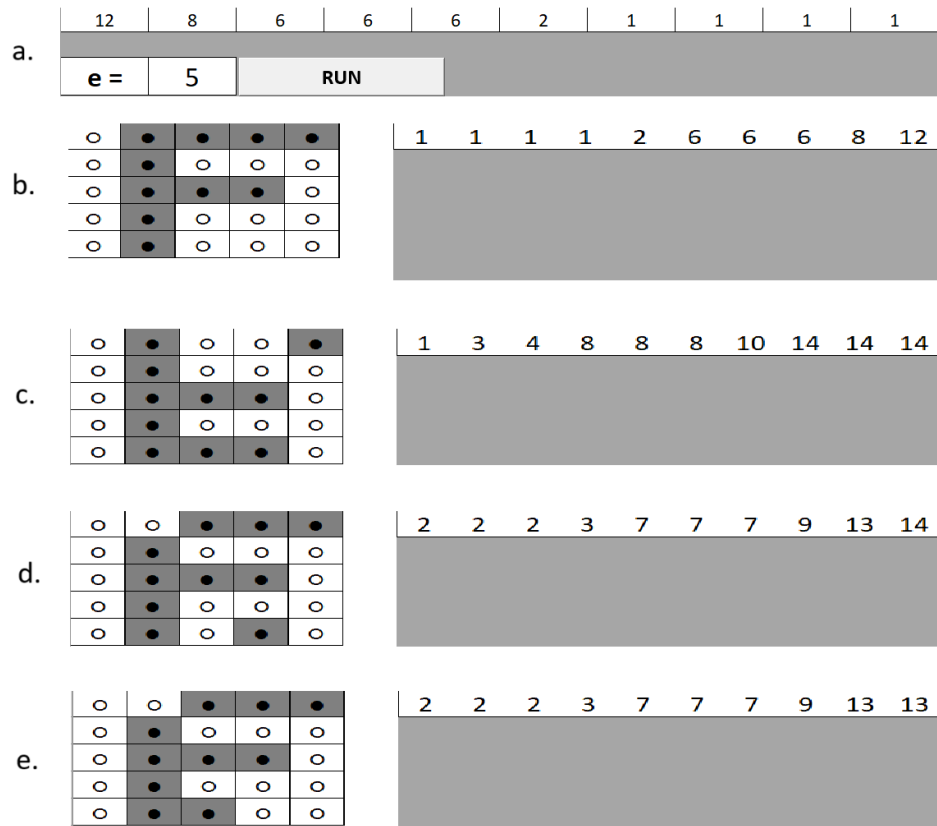 12 8 6 6 6 2 1 1 1 1
a.
e = 5 RUN
b.
○ ● ● ● ● 1 1 1 1 2 6 6 6 8 12
○ ● ○ ○ ○
○ ● ● ● ○
○ ● ○ ○ ○
○ ● ○ ○ ○
c.
○ ● ○ ○ ● 1 3 4 8 8 8 10 14 14 14
○ ● ○ ○ ○
○ ● ● ● ○
○ ● ○ ○ ○
○ ● ● ● ○
d.
○ ○ ● ● ● 2 2 2 3 7 7 7 9 13 14
○ ● ○ ○ ○
○ ● ● ● ○
○ ● ○ ○ ○
○ ● ○ ● ○
e.
○ ○ ● ● ● 2 2 2 3 7 7 7 9 13 13
○ ● ○ ○ ○
○ ● ● ● ○
○ ● ○ ○ ○
○ ● ● ○ ○